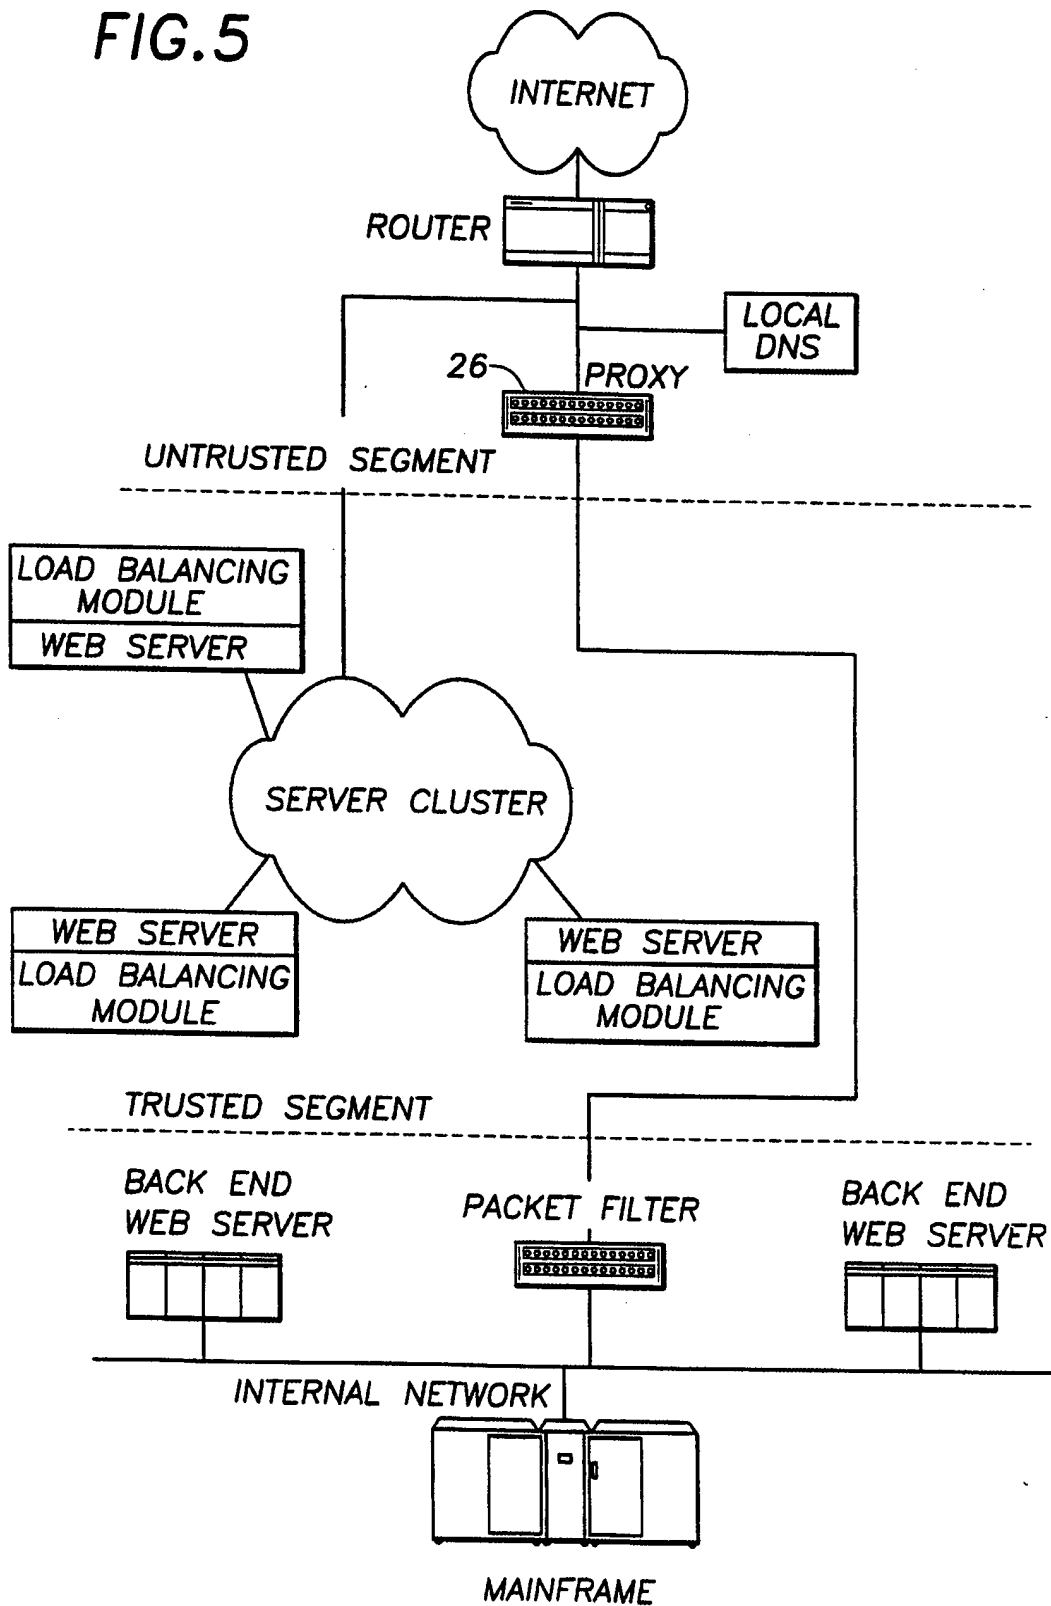 FIG.5
INTERNET
ROUTER
LOCAL
DNS
26
PROXY
UNTRUSTED SEGMENT
LOAD BALANCING
MODULE
WEB SERVER
SERVER CLUSTER
WEB SERVER
LOAD BALANCING
MODULE
WEB SERVER
LOAD BALANCING
MODULE
TRUSTED SEGMENT
BACK END
WEB SERVER
PACKET FILTER
BACK END
WEB SERVER
INTERNAL NETWORK
MAINFRAME